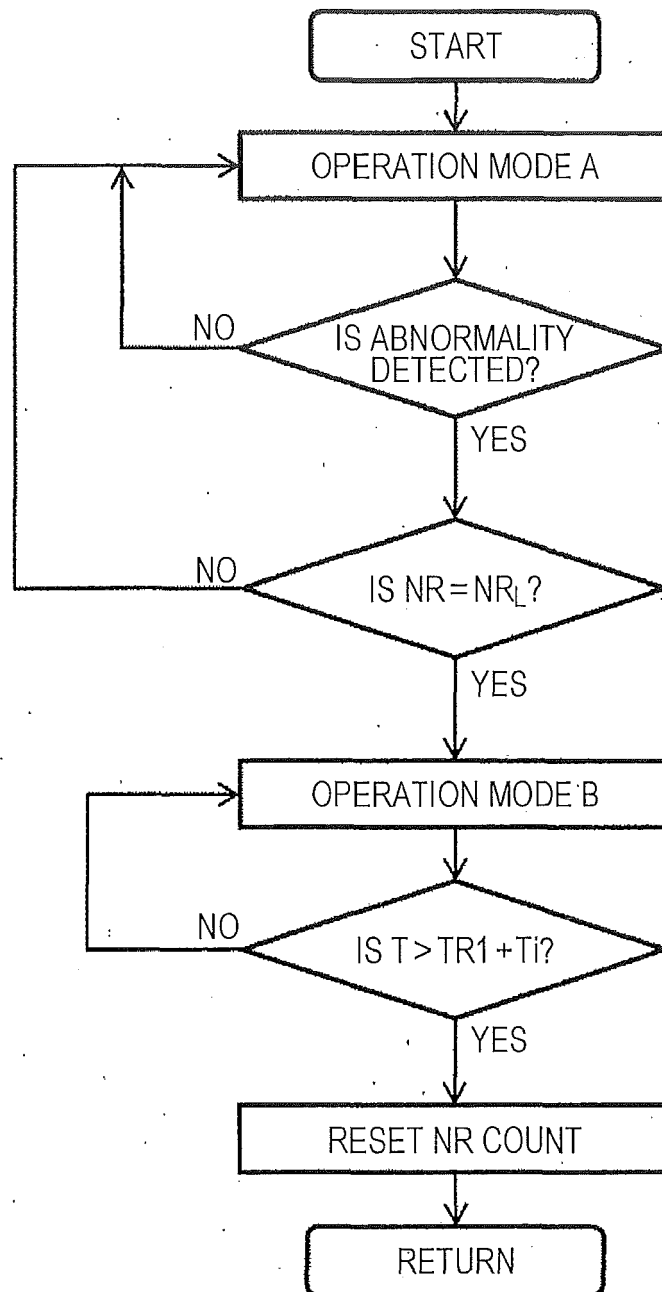 START
OPERATION MODE A
NO
IS ABNORMALITY
DETECTED?
YES
NO
IS NR=NRL?
YES
OPERATION MODE B
NO
IS T>TR1+Ti?
YES
RESET NR COUNT
RETURN